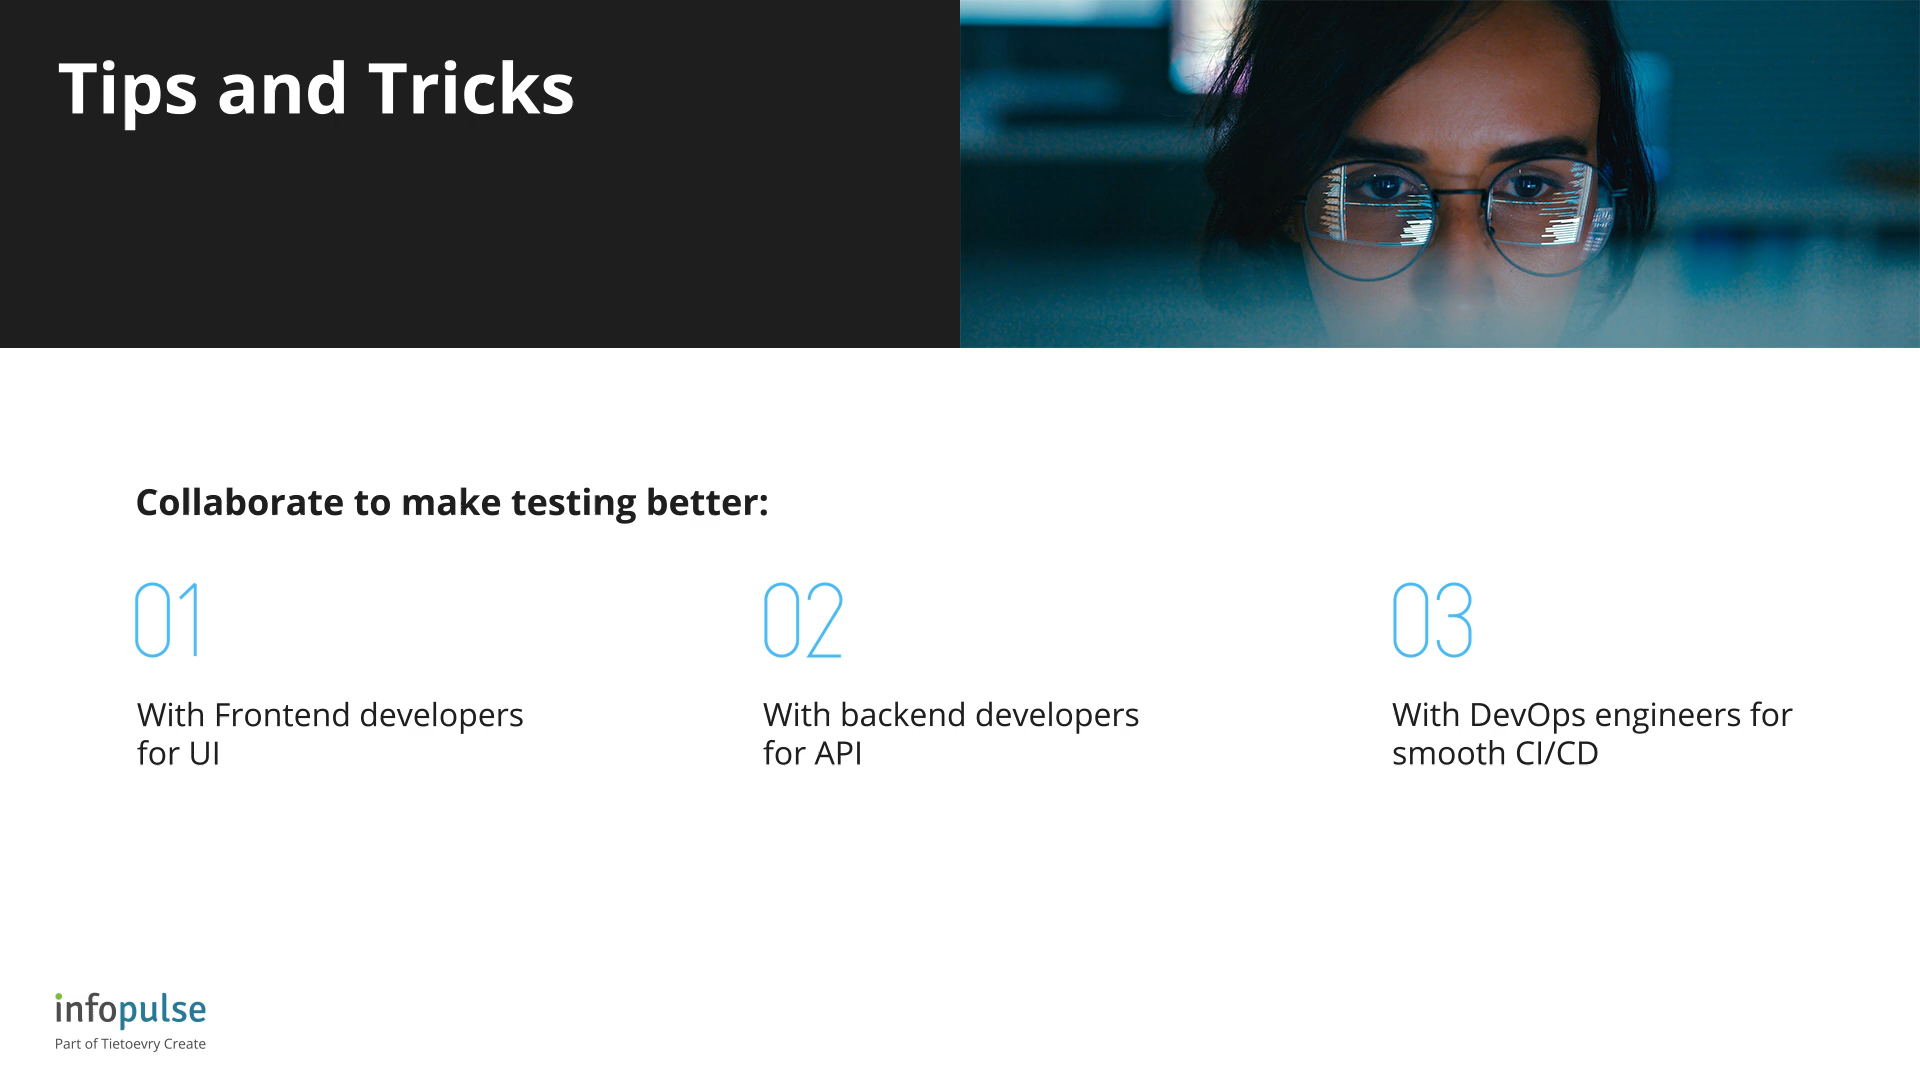 Tips and Tricks
Collaborate to make testing better:
01
With Frontend developers
for UI
02
With backend developers
for API
03
With DevOps engineers for
smooth CI/CD
infopulse
Part of Tietoevry Create